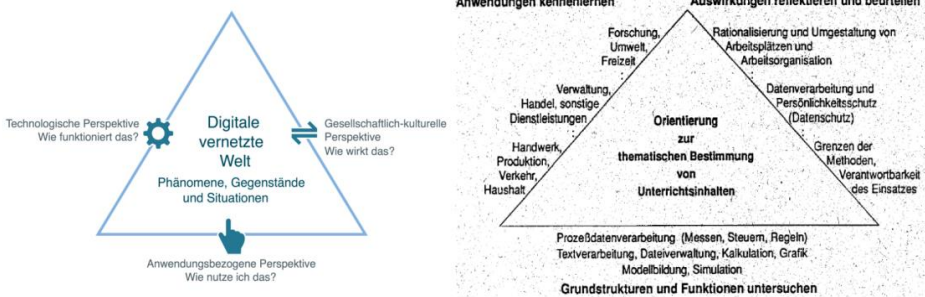 Technologische Perspektive
Wie funktioniert das?
Digitale
vernetzte
Welt
Phänomene, Gegenstände
und Situationen
Gesellschaftlich-kulturelle
Perspektive
Wie wirkt das?
Anwendungsbezogene Perspektive
Wie nutze ich das?
Anwendungen kennenlernen
Auswirkungen reflektieren und beurteilen
Forschung,
Umwelt,
Freizeit
Verwaltung,
Handel, sonstige
Dienstleistungen
Handwerk,
Produktion,
Verkehr,
Haushalt
Orientierung
zur
thematischen Bestimmung
von
Unterrichtsinhalten
Rationalisierung und Umgestaltung von
Arbeitsplätzen und
Arbeitsorganisation
Datenverarbeitung und
Persönlichkeitsschutz
(Datenschutz)
Grenzen der
Methoden,
Verantwortbarkeit
des Einsatzes
Prozeßdatenverarbeitung (Messen, Steuern, Regeln)
Textverarbeitung, Dateiverwaltung, Kalkulation, Grafik
Modellbildung, Simulation
Grundstrukturen und Funktionen untersuchen